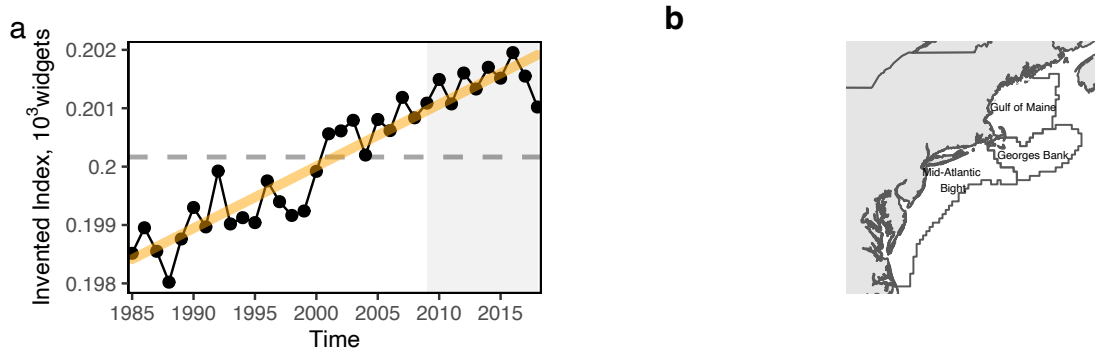 a
Invented Index, 10³widgets
0.202
0.201
0.2
0.199
0.198
1985 1990 1995 2000 2005 2010 2015
Time
b
Gulf of Maine
Georges Bank
Mid-Atlantic
Bight